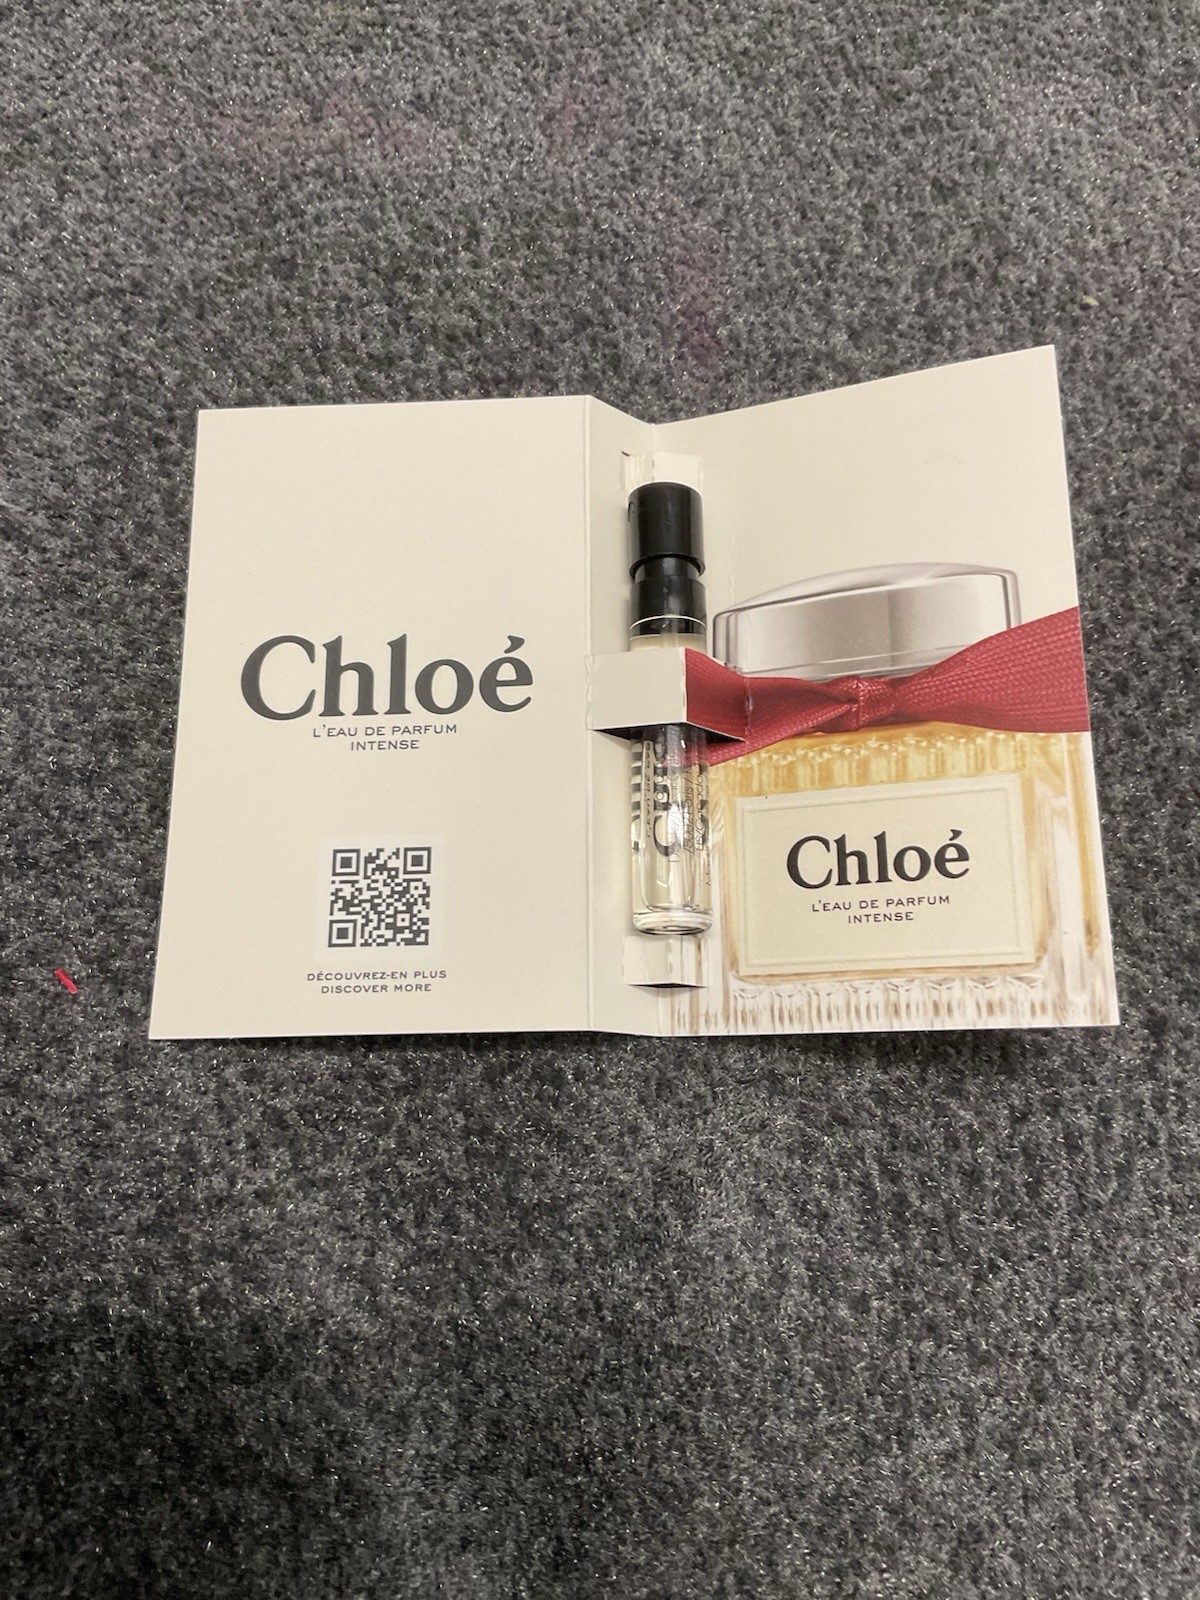 Chloé
L'EAU DE PARFUM
INTENSE
DÉCOUVREZ-EN PLUS
DISCOVER MORE
Chloé
L'EAU DE PARFUM
INTENSE